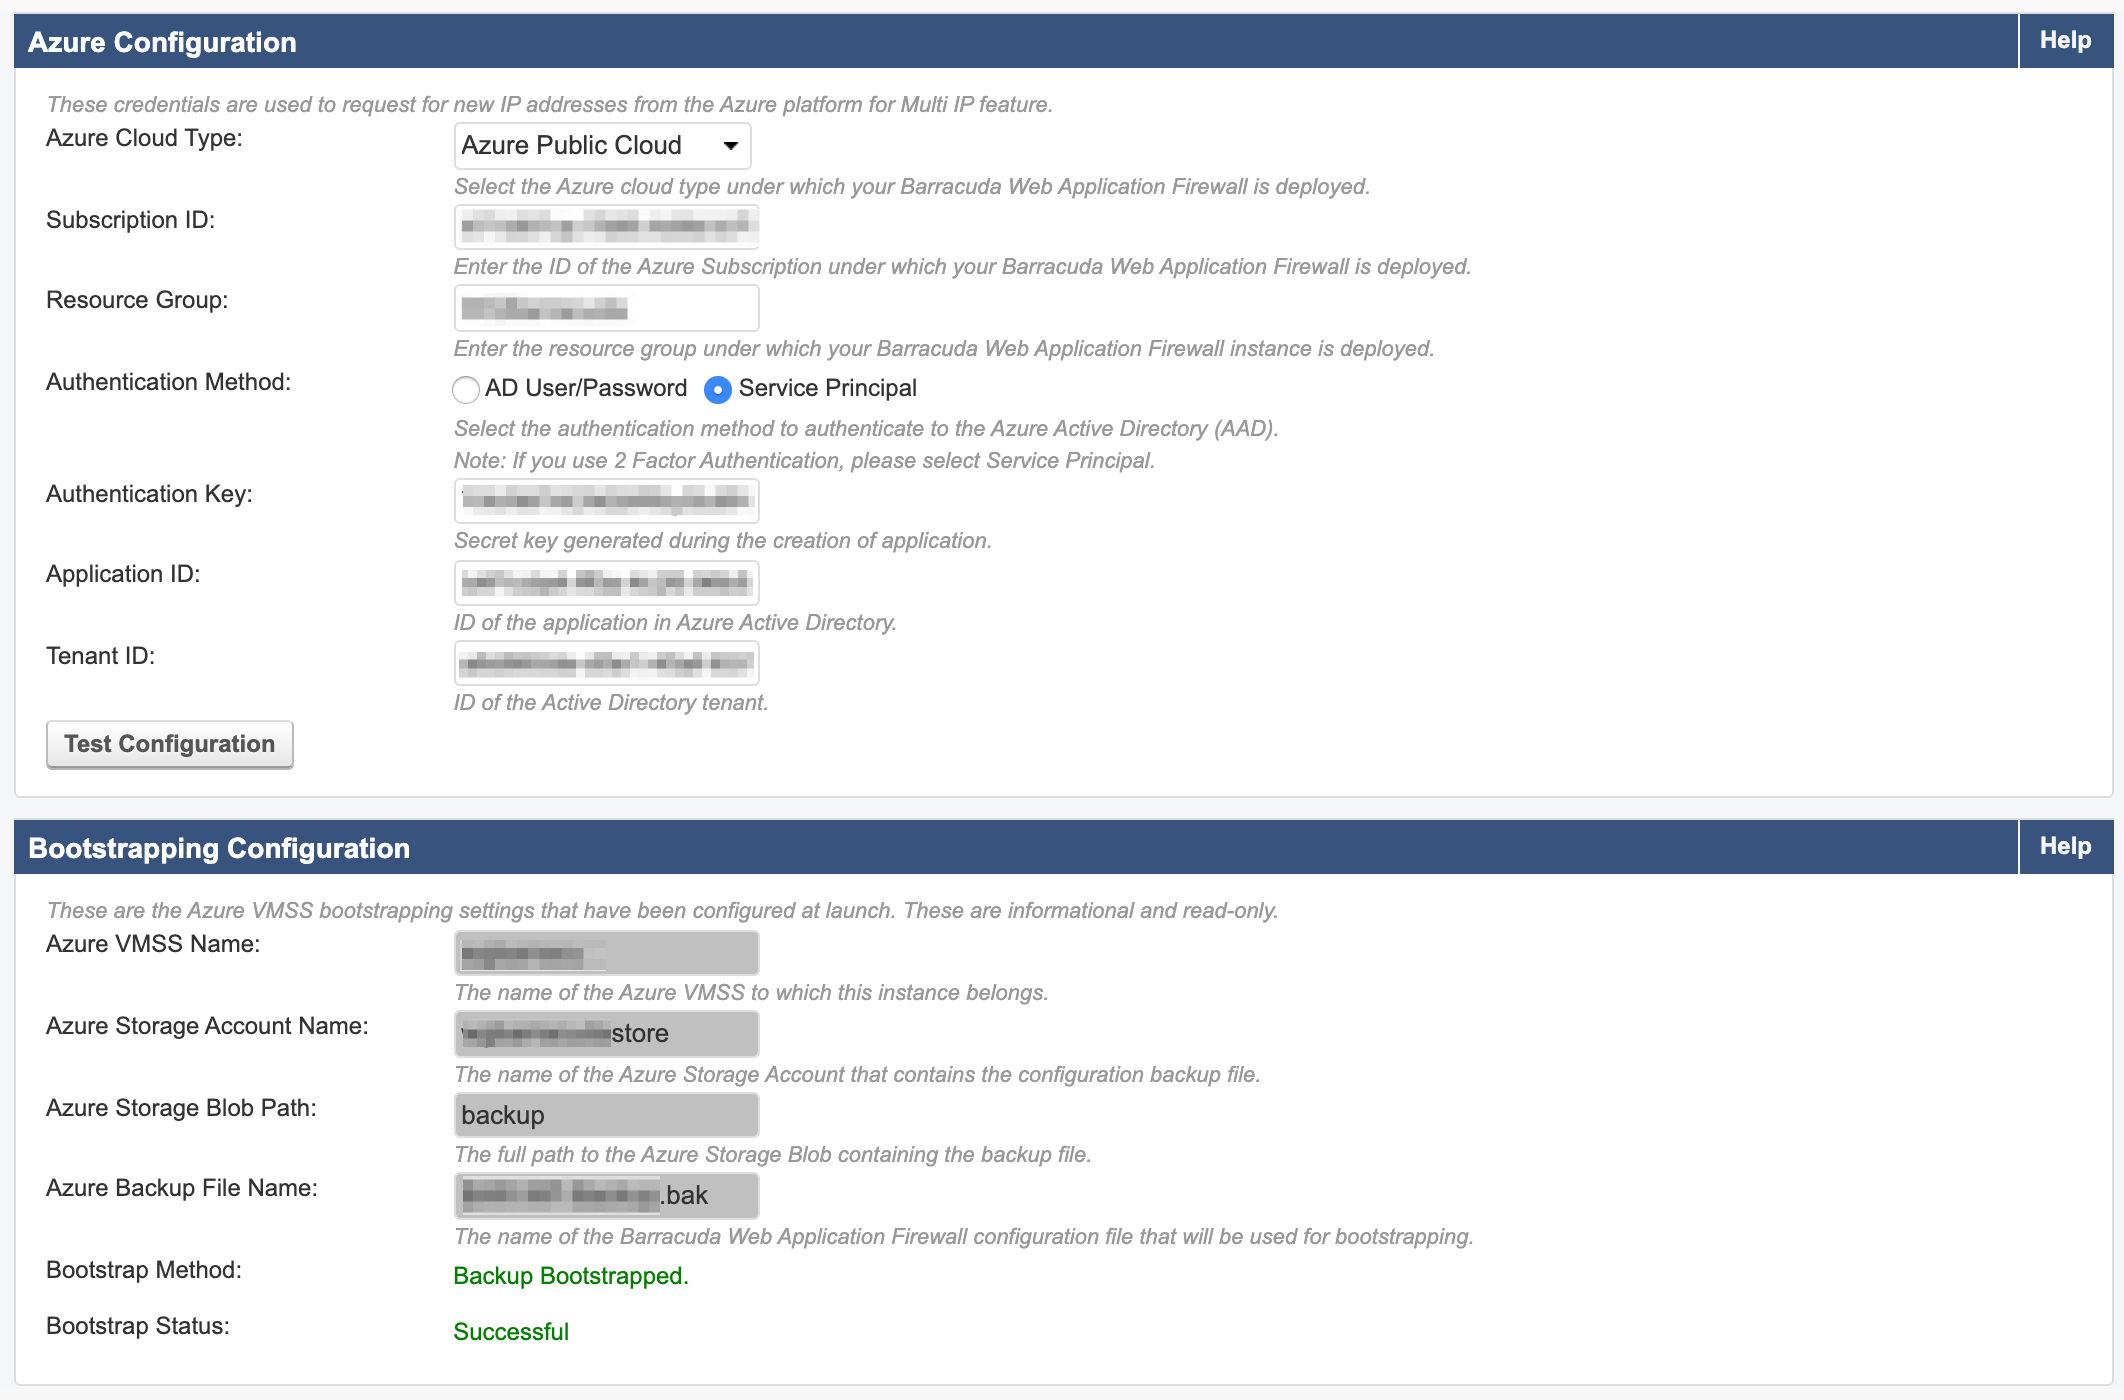 Azure Configuration
Help
These credentials are used to request for new IP addresses from the Azure platform for Multi IP feature.
Azure Cloud Type:
Azure Public Cloud
Select the Azure cloud type under which your Barracuda Web Application Firewall is deployed.
Subscription ID:
Enter the ID of the Azure Subscription under which your Barracuda Web Application Firewall is deployed.
Resource Group:
Enter the resource group under which your Barracuda Web Application Firewall instance is deployed.
Authentication Method:
AD User/Password Service Principal
Select the authentication method to authenticate to the Azure Active Directory (AAD).
Note: If you use 2 Factor Authentication, please select Service Principal.
Authentication Key:
Secret key generated during the creation of application.
Application ID:
ID of the application in Azure Active Directory.
Tenant ID:
ID of the Active Directory tenant.
Test Configuration
Bootstrapping Configuration
Help
These are the Azure VMSS bootstrapping settings that have been configured at launch. These are informational and read-only.
Azure VMSS Name:
The name of the Azure VMSS to which this instance belongs.
Azure Storage Account Name:
store
The name of the Azure Storage Account that contains the configuration backup file.
Azure Storage Blob Path:
backup
The full path to the Azure Storage Blob containing the backup file.
Azure Backup File Name:
.bak
The name of the Barracuda Web Application Firewall configuration file that will be used for bootstrapping.
Bootstrap Method:
Backup Bootstrapped.
Bootstrap Status:
Successful